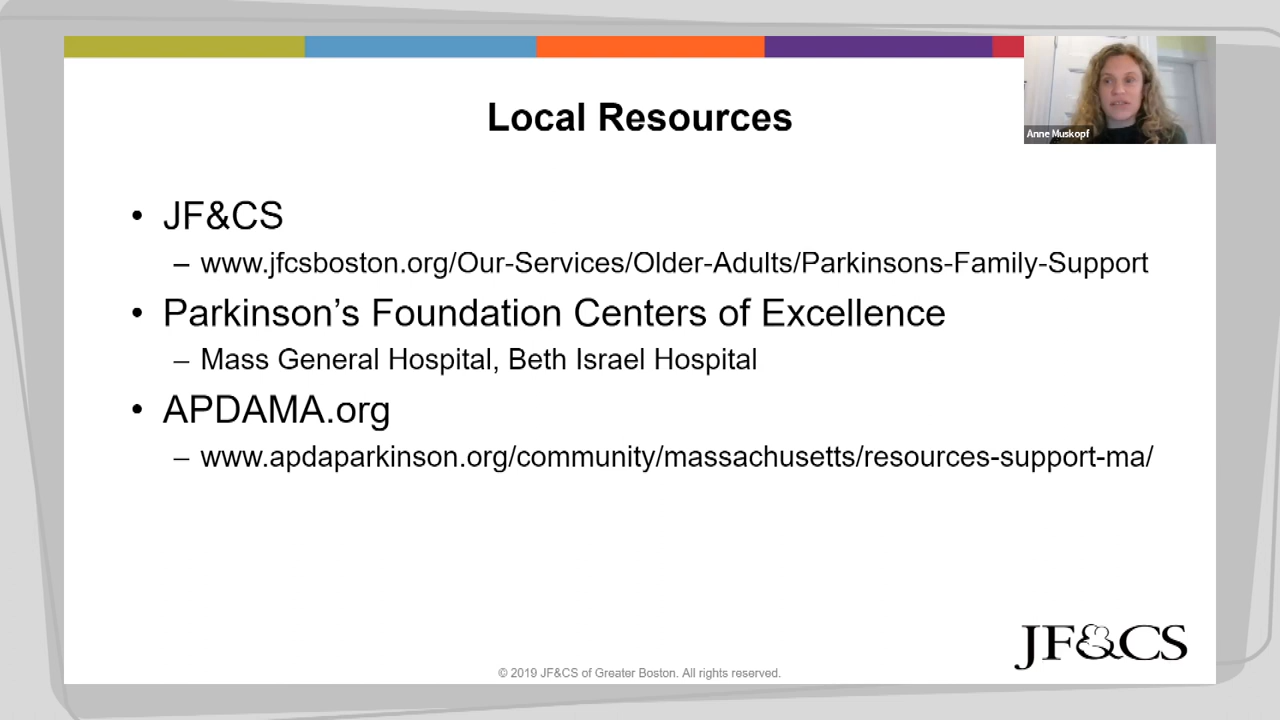 Local Resources
Anne Muskopf
• JF&CS
– www.jfcsboston.org/Our-Services/Older-Adults/Parkinsons-Family-Support
• Parkinson’s Foundation Centers of Excellence
– Mass General Hospital, Beth Israel Hospital
• APDAMA.org
– www.apdaparkinson.org/community/massachusetts/resources-support-ma/
JF&CS
© 2019 JF&CS of Greater Boston. All rights reserved.